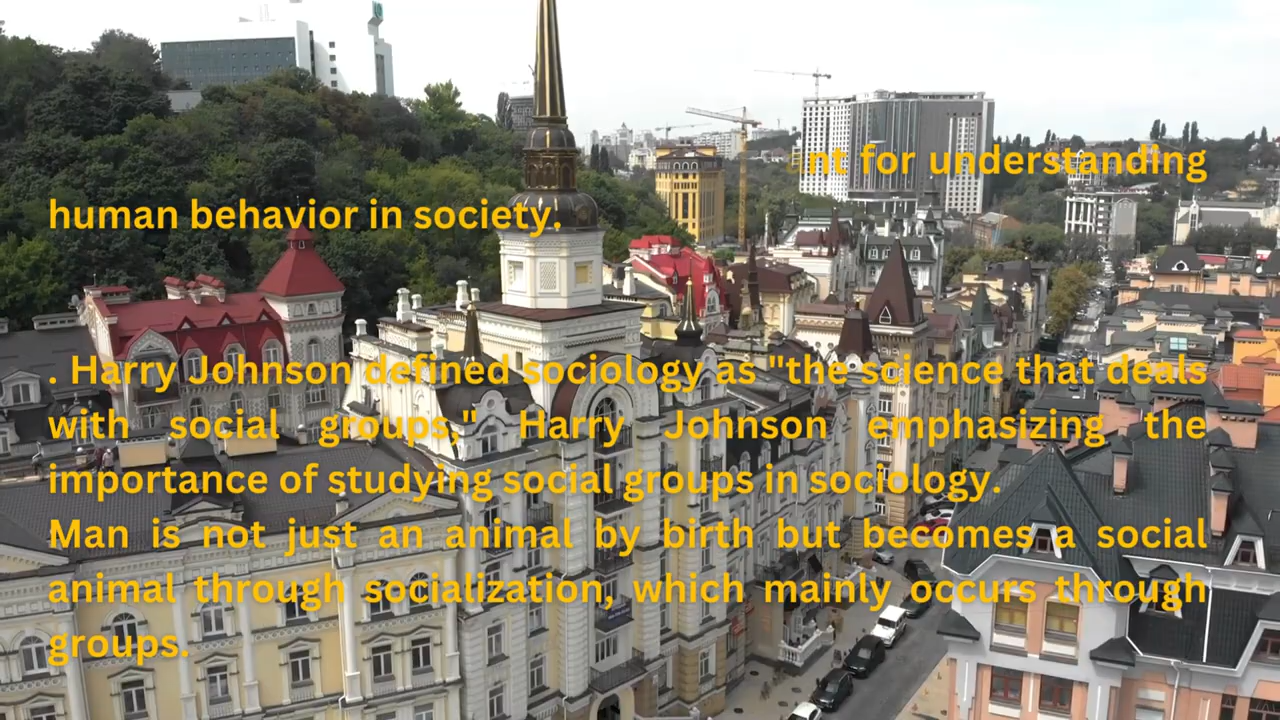 for understanding
human behavior in society.
. Harry Johnson defined sociology as "the science that deals
with social groups," Harry Johnson emphasizing the
importance of studying social groups in sociology.
Man is not just an animal by birth but becomes a social
animal through socialization, which mainly occurs through
groups.